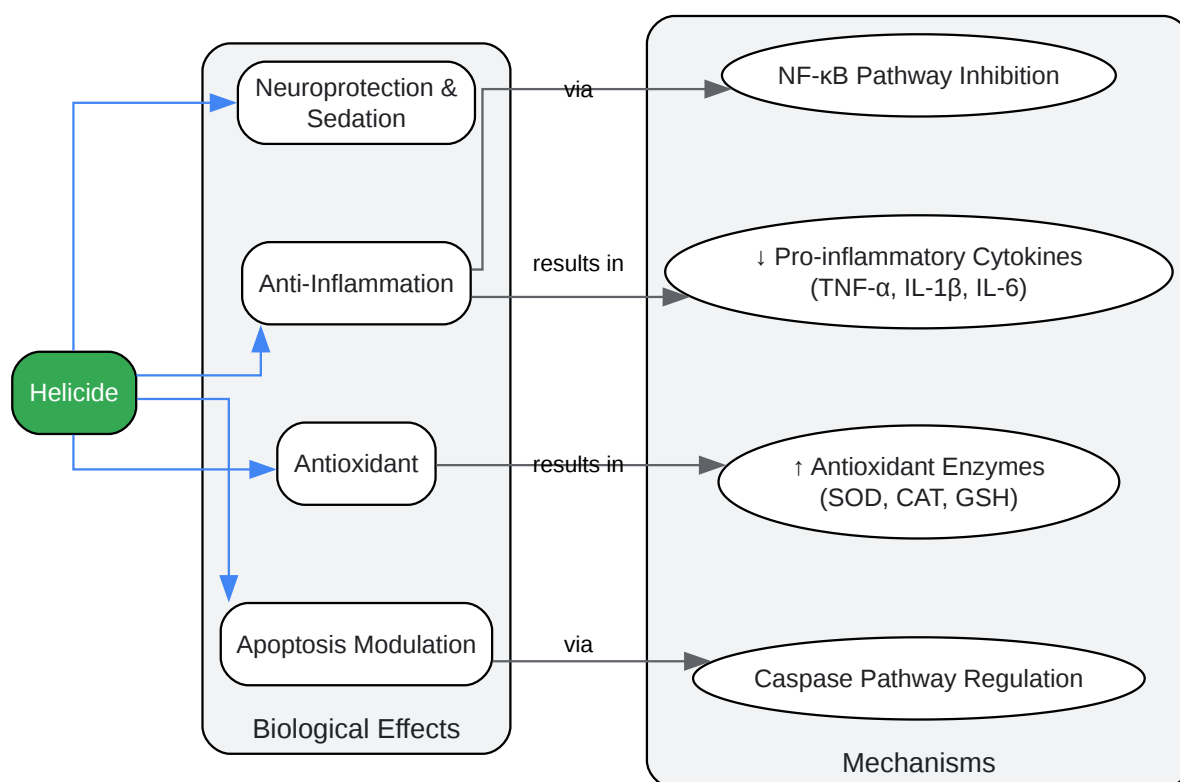 Neuroprotection &
Sedation
via
NF-κB Pathway Inhibition
Anti-Inflammation
results in
↓ Pro-inflammatory Cytokines
(TNF-α, IL-1β, IL-6)
Helicide
Antioxidant
results in
↑ Antioxidant Enzymes
(SOD, CAT, GSH)
Apoptosis Modulation
via
Caspase Pathway Regulation
Biological Effects
Mechanisms